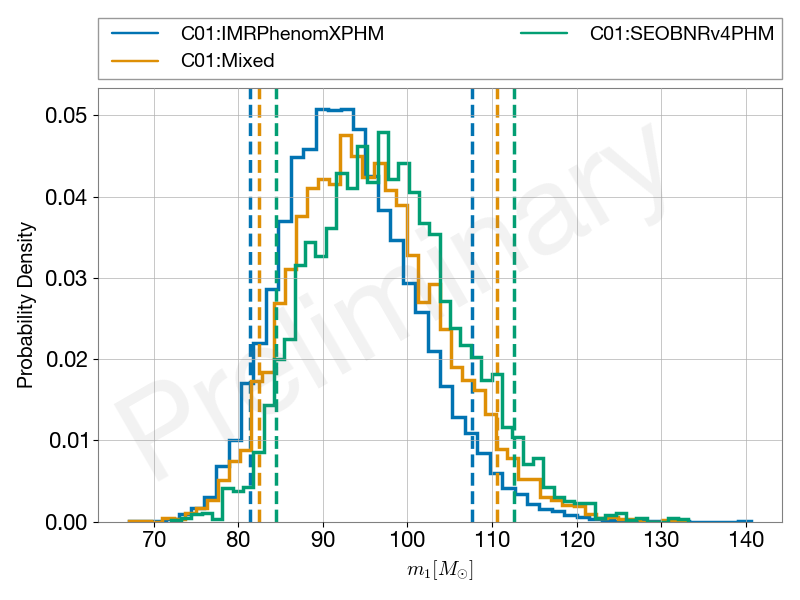 C01:IMRPhenomXPHM
C01:SEOBNRv4PHM
C01:Mixed
Probability Density
0.05
0.04
0.03
0.02
0.01
0.00
Preliminary
70 80 90 100 110 120 130 140
m₁[M⊙]